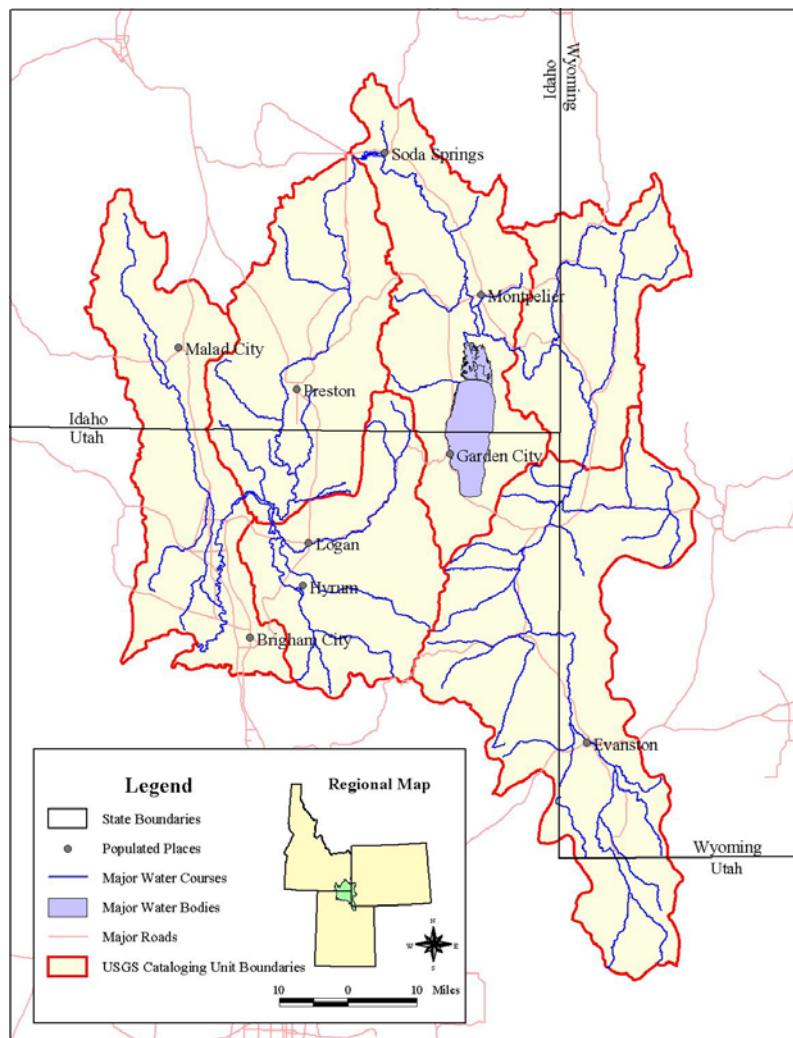 Idaho
Wyoming
Soda Springs
Montpelier
Malad City
Preston
Idaho
Utah
Garden City
Logan
Hyrum
Brigham City
Evanston
Wyoming
Utah
Legend
State Boundaries
Populated Places
Major Water Courses
Major Water Bodies
Major Roads
USGS Cataloging Unit Boundaries
Regional Map
N
W
E
S
10 0 10 Miles